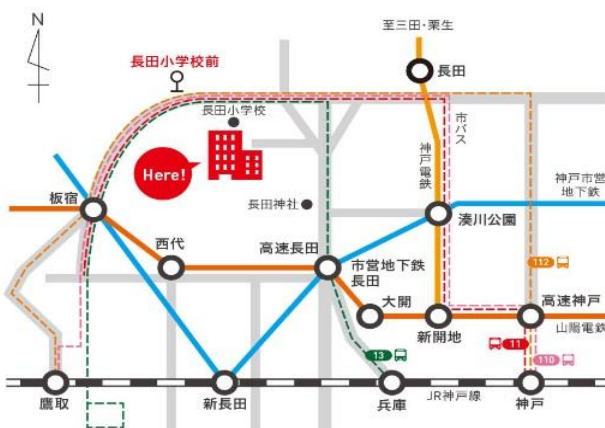 N
至三田・栗生
長田小学校前
長田
長田小学校
市バス
神戸電鉄
Here!
神戸市営
地下鉄
板宿
長田神社
湊川公園
西代
高速長田
市営地下鉄
長田
112
大開
高速神戸
新開地
山陽電鉄
11
13
110
鷹取
新長田
兵庫
JR神戸線
神戸